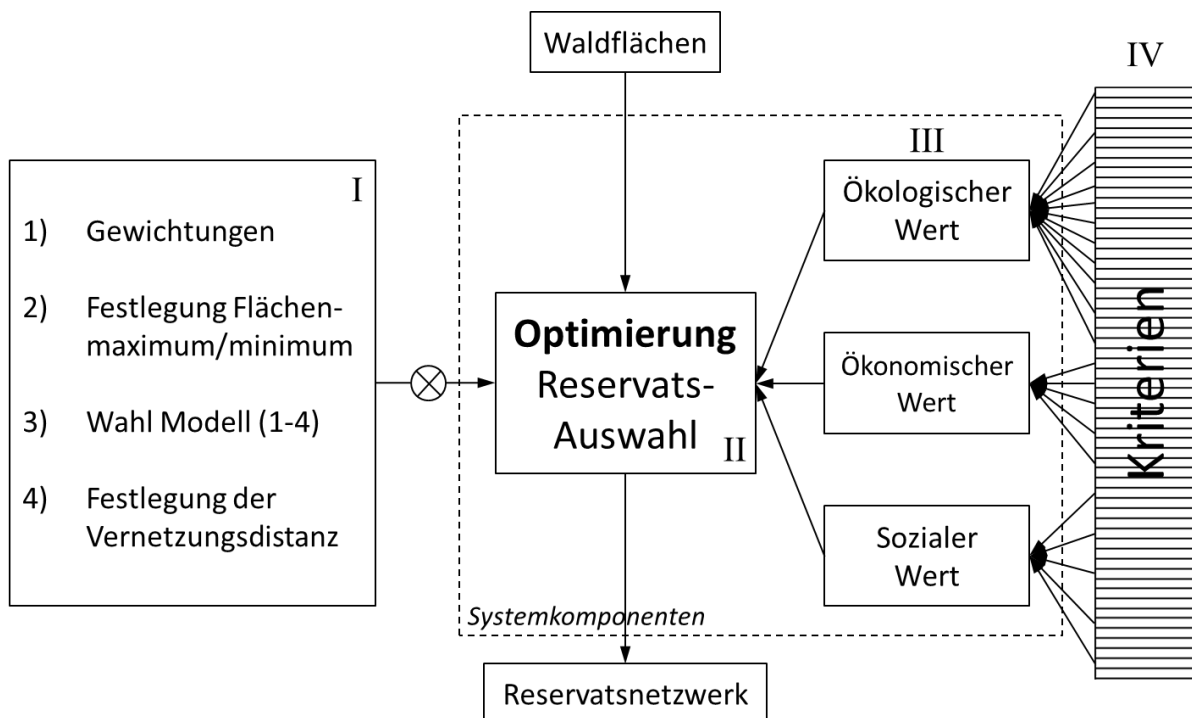 Waldflächen
I
1) Gewichtungen
2) Festlegung Flächen-
maximum/minimum
3) Wahl Modell (1-4)
4) Festlegung der
Vernetzungsdistanz
Optimierung
Reservats-
Auswahl
II
III
Ökologischer
Wert
Ökonomischer
Wert
Sozialer
Wert
Systemkomponenten
IV
Kriterien
Reservatsnetzwerk